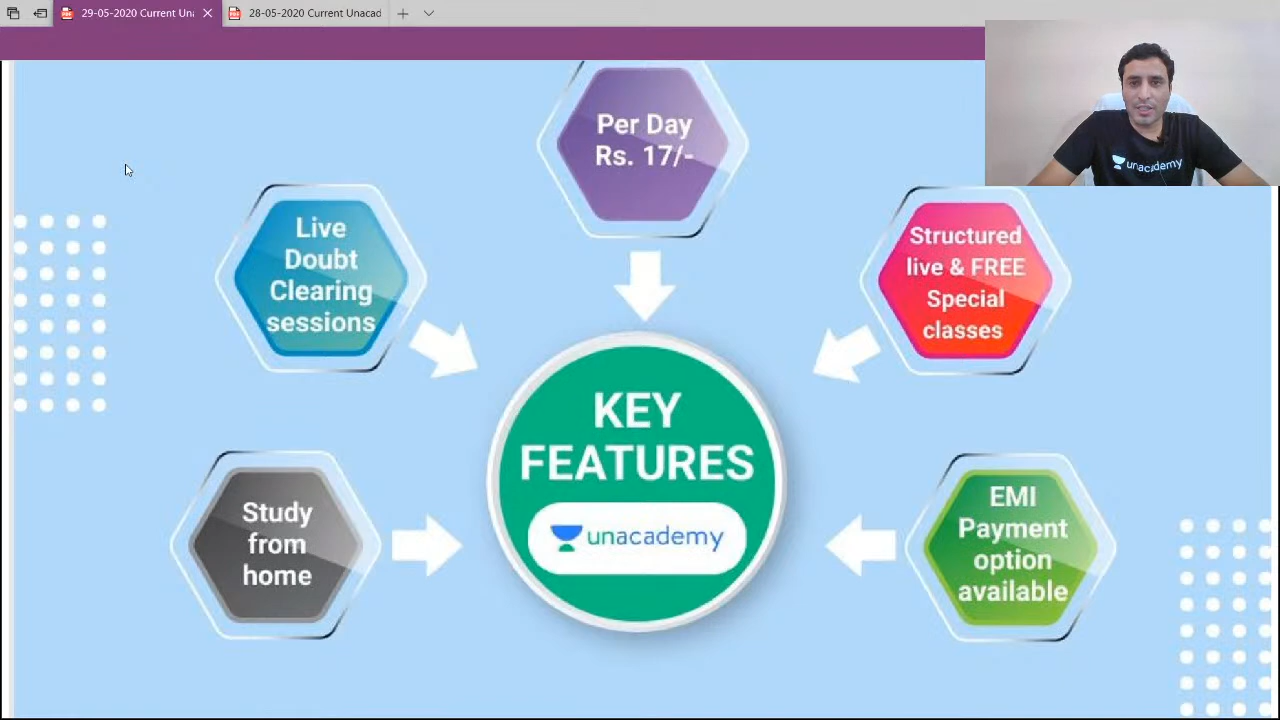 29-05-2020 Current Una
28-05-2020 Current Unacad
unacademy
Per Day
Rs. 17/-
Live
Doubt
Clearing
sessions
Structured
live & FREE
Special
classes
KEY
FEATURES
unacademy
Study
from
home
EMI
Payment
option
available